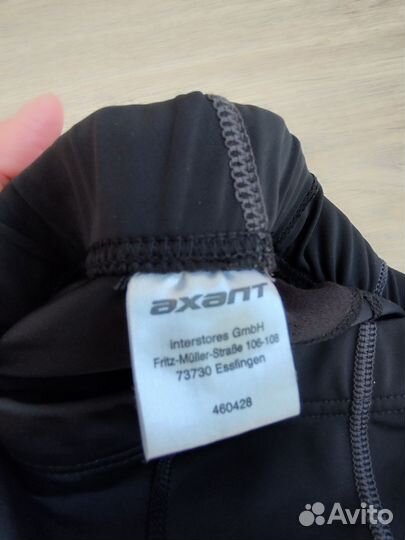 axant
interstores GmbH
Fritz-Müller-Straße 106-108
73730 Esslingen
460428
Avito